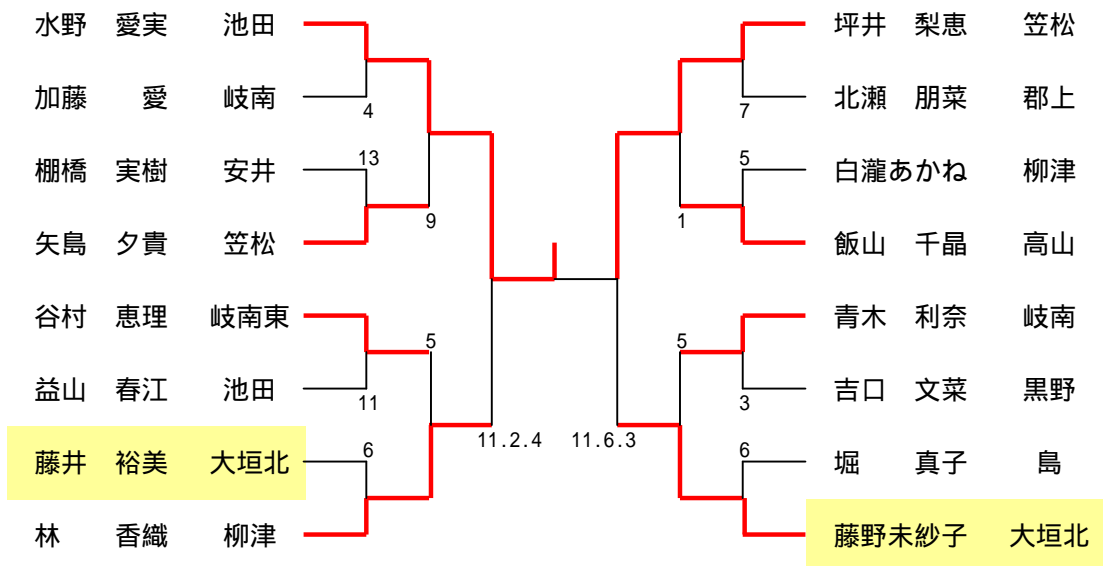 水野 愛実 池田
加藤 愛 岐南
棚橋 実樹 安井
矢島 夕貴 笠松
谷村 恵理 岐南東
益山 春江 池田
藤井 裕美 大垣北
林 香織 柳津
4
13
9
5
11
6
11.2.4
11.6.3
7
5
1
5
3
6
坪井 梨恵 笠松
北瀬 朋菜 郡上
白瀧あかね 柳津
飯山 千晶 高山
青木 利奈 岐南
吉口 文菜 黒野
堀 真子 島
藤野未紗子 大垣北